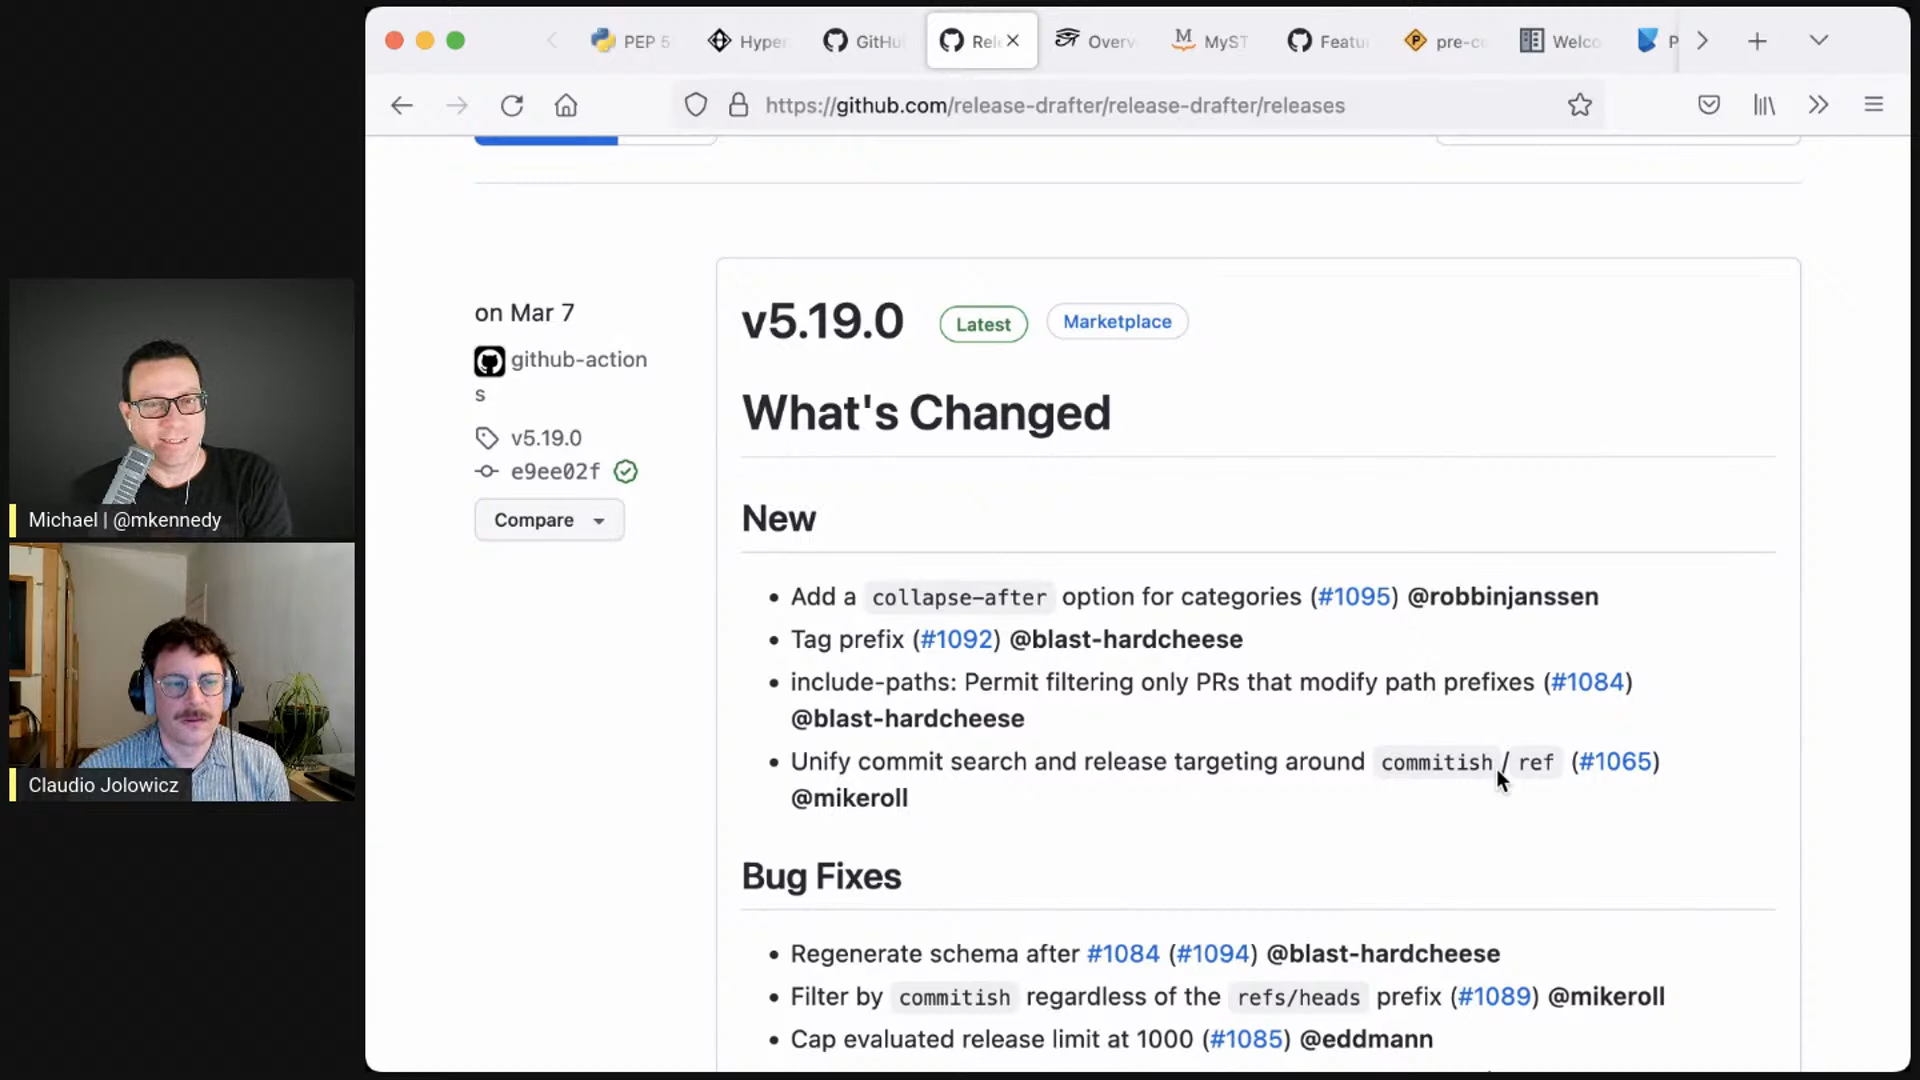 PEP 5
Hyper
GitHu
Rele
Overv
MyST
Featu
pre-c
Welco
P
https://github.com/release-drafter/release-drafter/releases
on Mar 7
github-action
s
v5.19.0
e9ee02f
Compare
v5.19.0 Latest Marketplace
What's Changed
New
• Add a collapse-after option for categories (#1095) @robbinjanssen
• Tag prefix (#1092) @blast-hardcheese
• include-paths: Permit filtering only PRs that modify path prefixes (#1084)
@blast-hardcheese
• Unify commit search and release targeting around commitish / ref (#1065)
@mikeroll
Bug Fixes
• Regenerate schema after #1084 (#1094) @blast-hardcheese
• Filter by commitish regardless of the refs/heads prefix (#1089) @mikeroll
• Cap evaluated release limit at 1000 (#1085) @eddmann
Michael | @mkennedy
Claudio Jolowicz